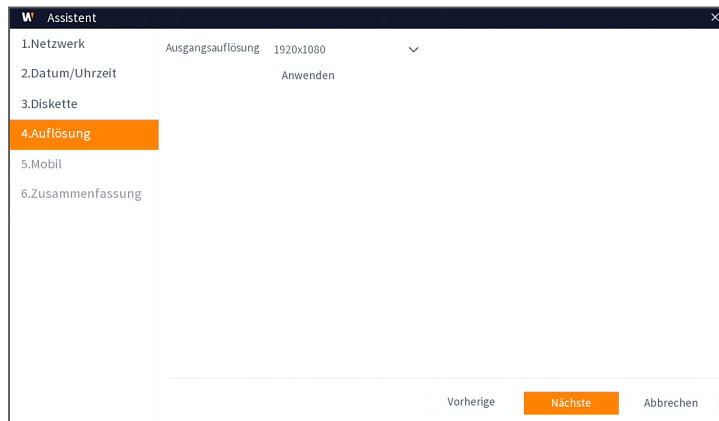 W Assistent
1.Netzwerk
2.Datum/Uhrzeit
3.Diskette
4.Auflösung
5.Mobil
6.Zusammenfassung
Ausgangsauflösung 1920x1080
Anwenden
Vorherige Nächste Abbrechen